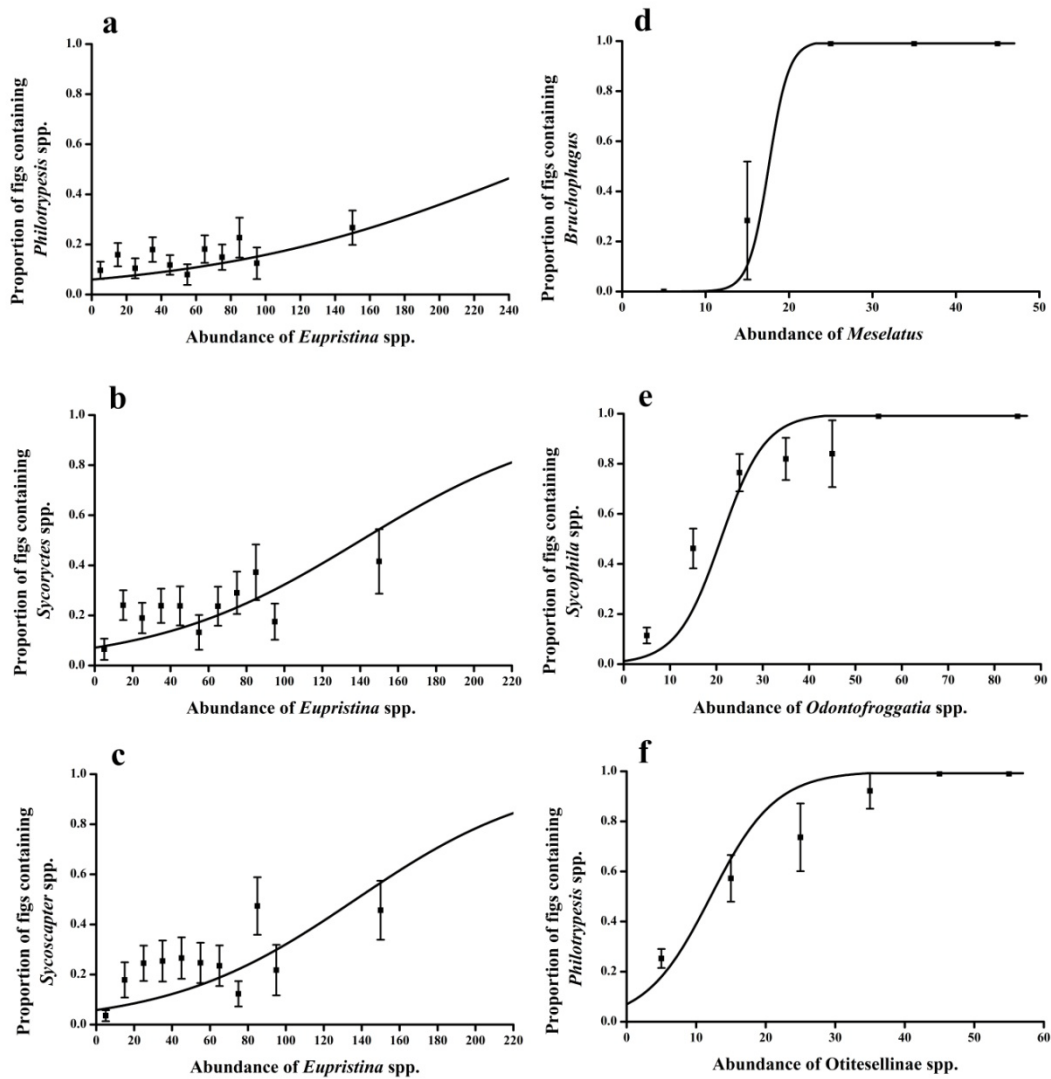 a
1.0
0.8
0.6
0.4
0.2
0.0
0 20 40 60 80 100 120 140 160 180 200 220 240
Proportion of figs containing
Philotrypesis spp.
Abundance of Eupristina spp.
b
1.0
0.8
0.6
0.4
0.2
0.0
0 20 40 60 80 100 120 140 160 180 200 220
Proportion of figs containing
Sycoryctes spp.
Abundance of Eupristina spp.
c
1.0
0.8
0.6
0.4
0.2
0.0
0 20 40 60 80 100 120 140 160 180 200 220
Proportion of figs containing
Sycoscapter spp.
Abundance of Eupristina spp.
d
1.0
0.8
0.6
0.4
0.2
0.0
0 10 20 30 40 50
Proportion of figs containing
Bruchophagus
Abundance of Meselatus
e
1.0
0.8
0.6
0.4
0.2
0.0
0 10 20 30 40 50 60 70 80 90
Proportion of figs containing
Sycophila spp.
Abundance of Odontofroggatia spp.
f
1.0
0.8
0.6
0.4
0.2
0.0
0 10 20 30 40 50 60
Proportion of figs containing
Philotrypesis spp.
Abundance of Otitesellinae spp.